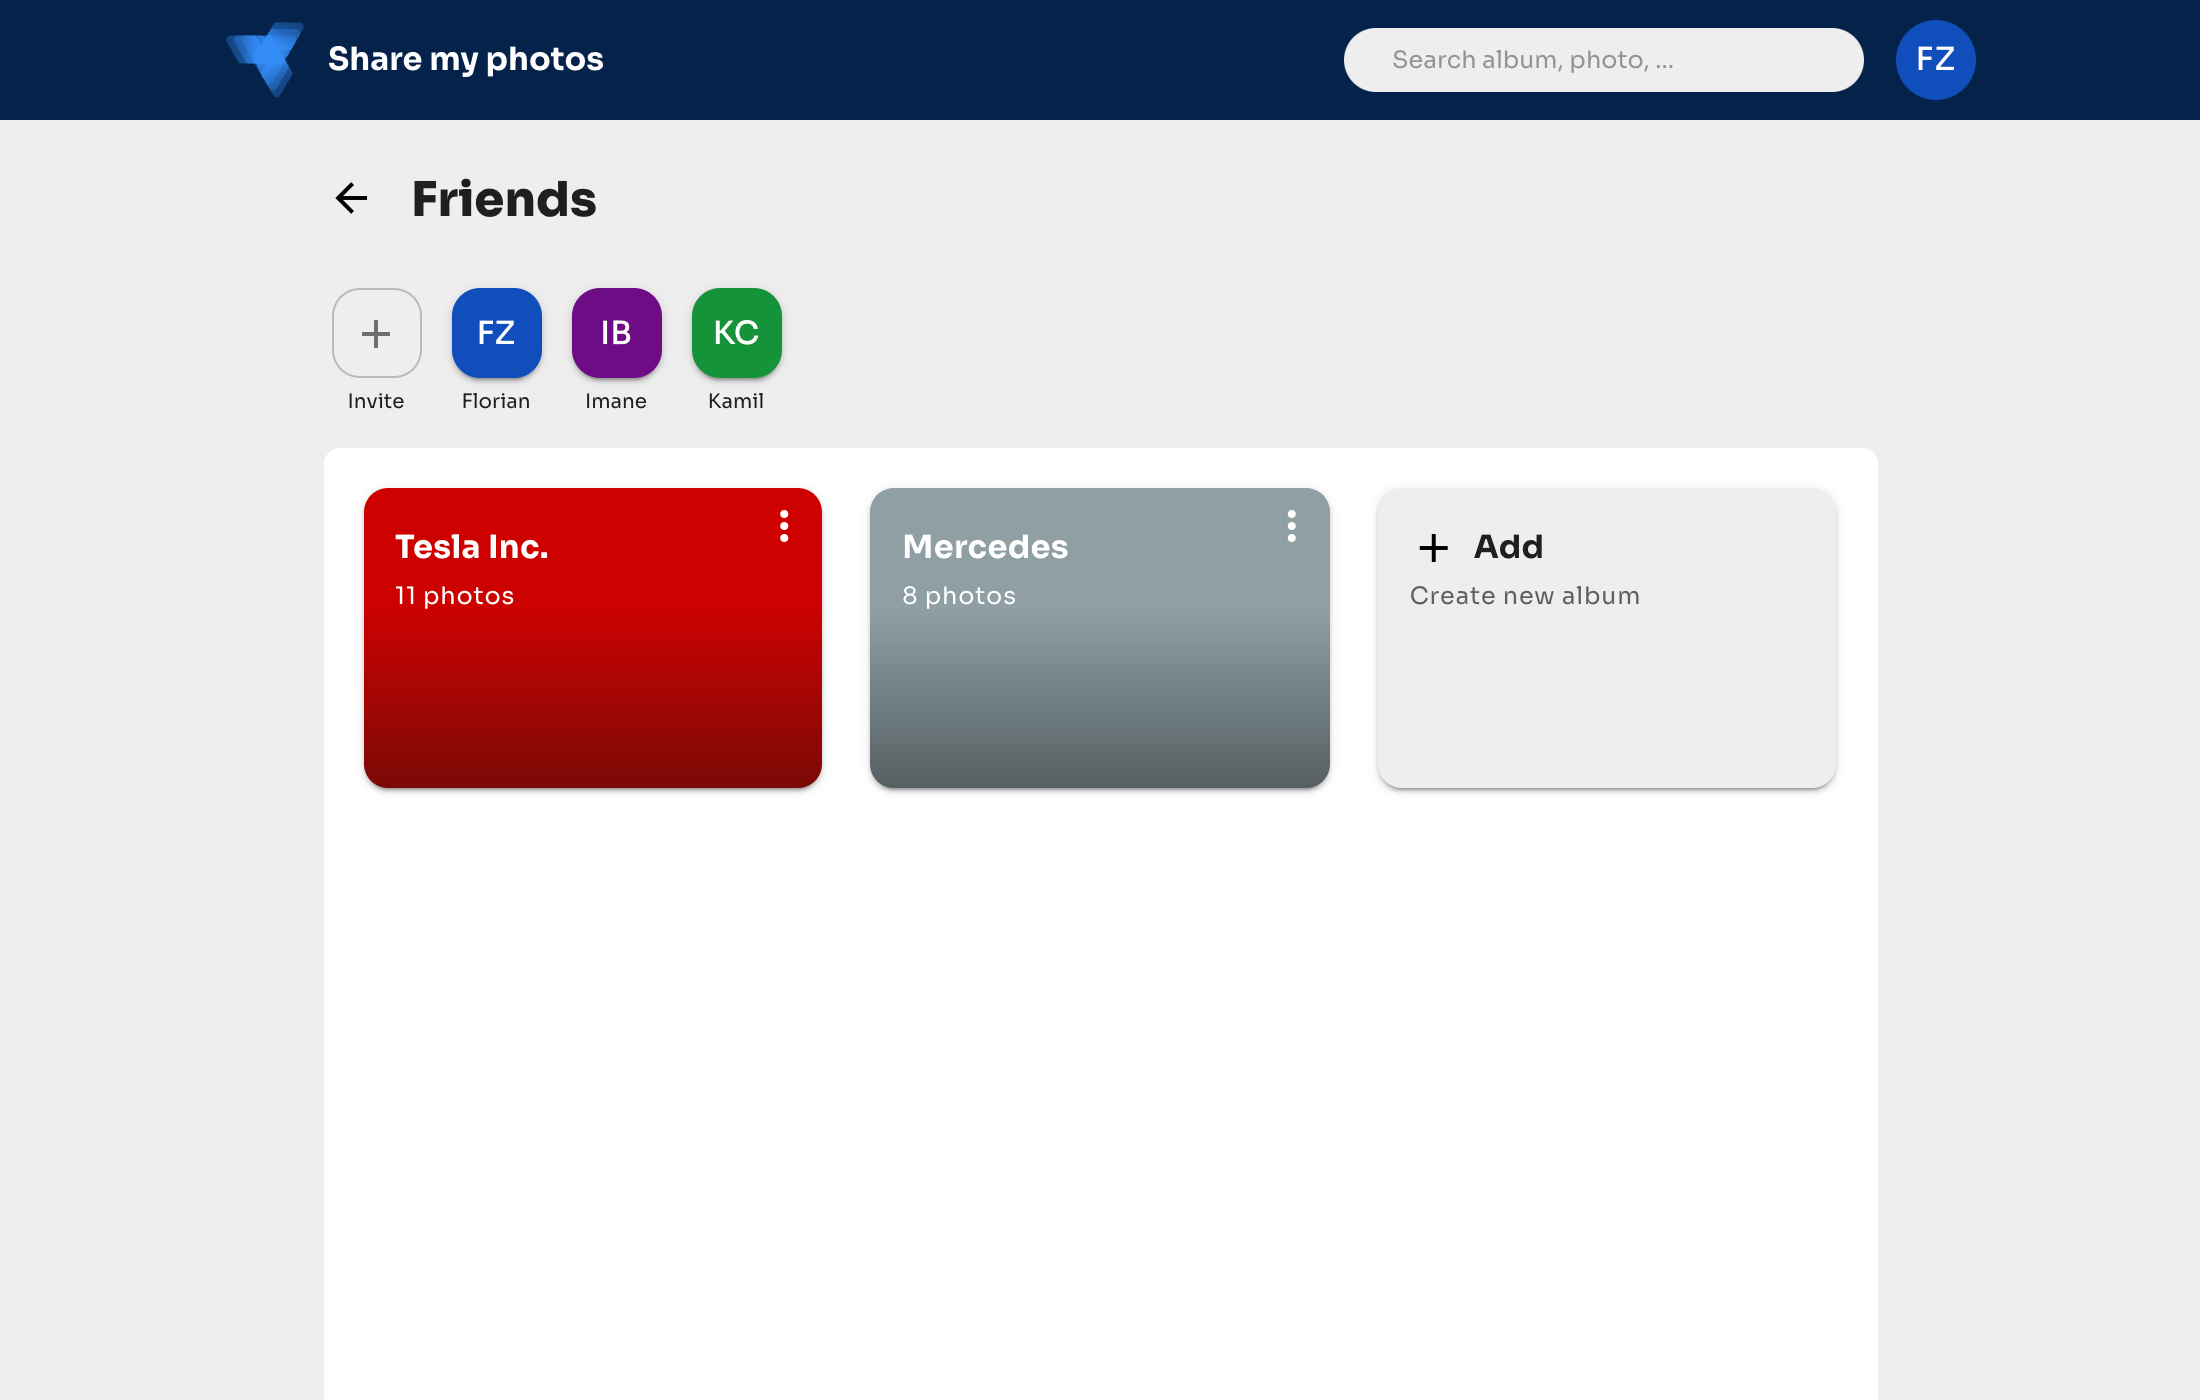 Share my photos
Search album, photo, ...
FZ
Friends
FZ
IB
KC
Invite
Florian
Imane
Kamil
Tesla Inc.
11 photos
Mercedes
8 photos
Add
Create new album